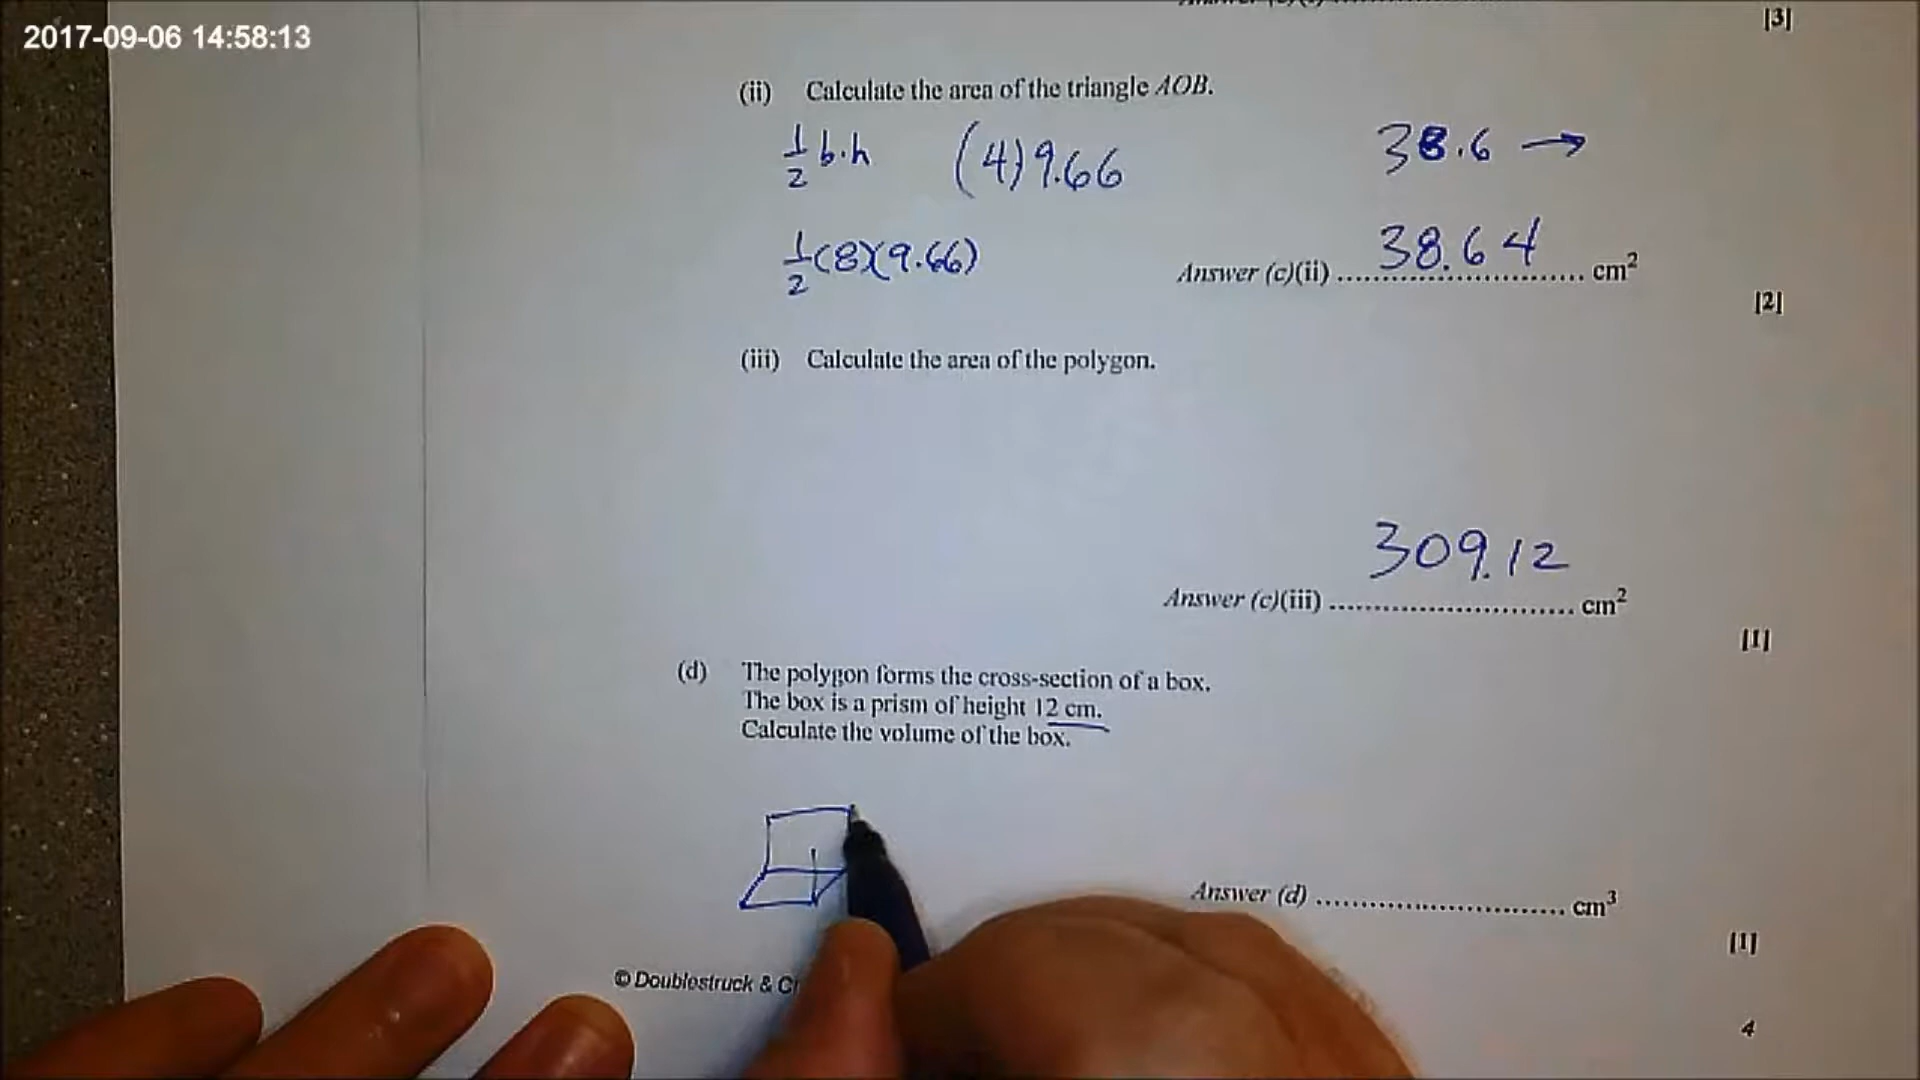 2017-09-06 14:58:13
[3]
(ii) Calculate the area of the triangle AOB.
1/2 b·h (4)9.66 38.6 →
1/2(8)(9.66)
Answer (c)(ii) 38.64 cm²
[2]
(iii) Calculate the area of the polygon.
309.12
Answer (c)(iii) .............................. cm²
[1]
(d) The polygon forms the cross-section of a box.
The box is a prism of height 12 cm.
Calculate the volume of the box.
Answer (d) .............................. cm³
[1]
© Doublestruck &
4